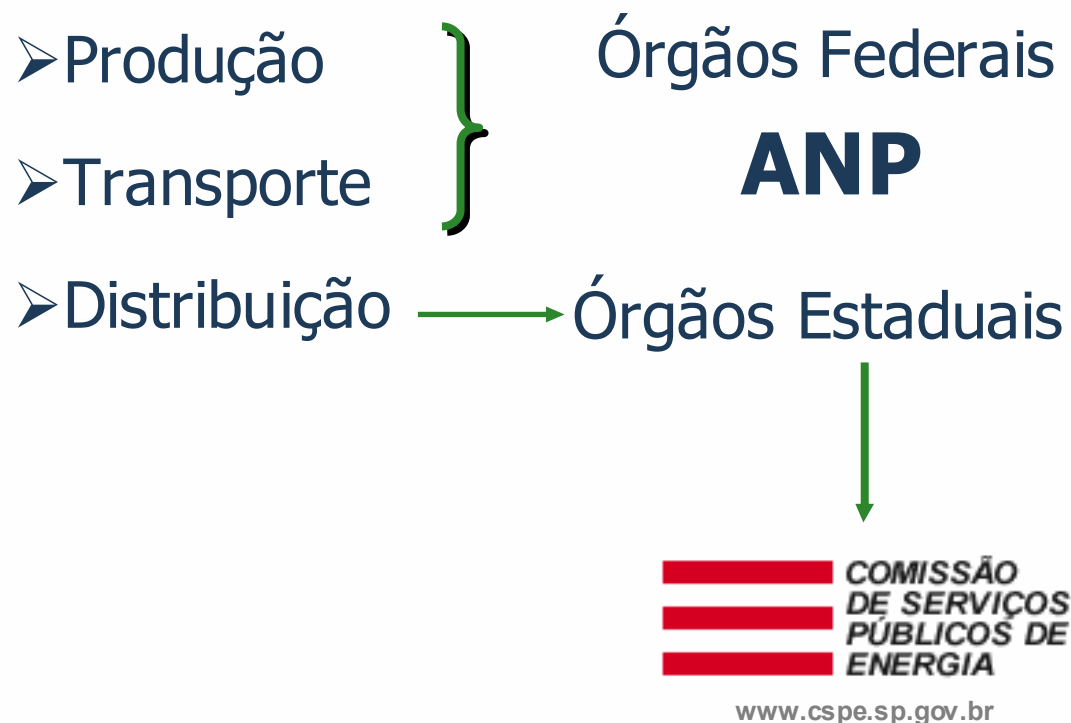 ➢Produção
➢Transporte
➢Distribuição
Órgãos Federais
ANP
Órgãos Estaduais
COMISSÃO
DE SERVIÇOS
PÚBLICOS DE
ENERGIA
www.cspe.sp.gov.br